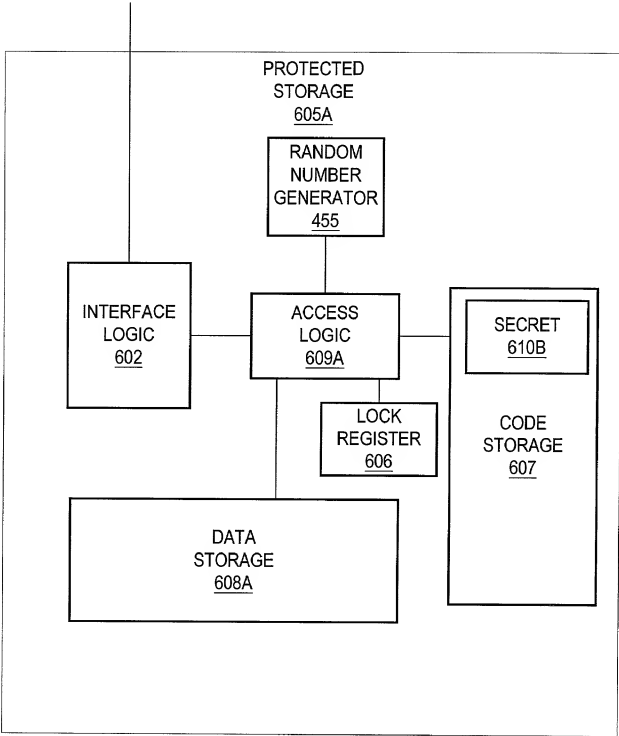 PROTECTED
STORAGE
605A
RANDOM
NUMBER
GENERATOR
455
INTERFACE
LOGIC
602
ACCESS
LOGIC
609A
SECRET
610B
LOCK
REGISTER
606
CODE
STORAGE
607
DATA
STORAGE
608A